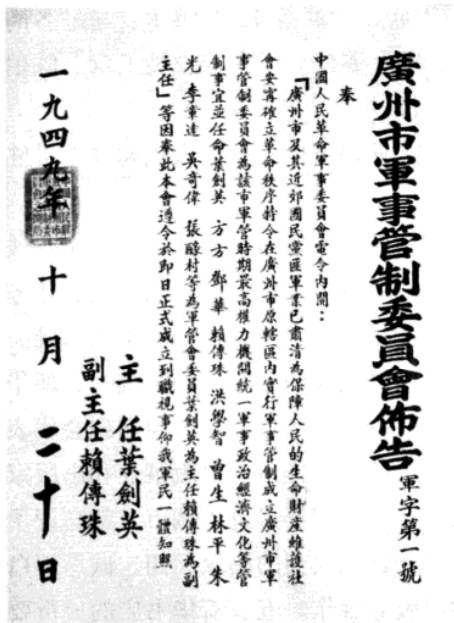 廣州市軍事管制委員會佈告 軍字第一號
奉
中國人民革命軍事委員會電令內開：
「廣州市及其近郊國民黨匪軍業已肅清為保障人民的生命財產維護社
會安寗確立革命秩序特令在廣州市原轄區內實行軍事管制成立廣州市軍
事管制委員會為該市軍管時期最高權力機關統一軍事政治經濟文化等管
制事宜並任命葉劍英 方方 鄧華 賴傳珠 洪學智 曾生 林平 朱
光 李章達 吳奇偉 張醁村等為軍管會委員葉劍英為主任賴傳珠為副
主任」等因奉此本會遵令於即日正式成立到職視事仰我軍民一體知照
主任葉劍英
副主任賴傳珠
一九四九年十月二十日